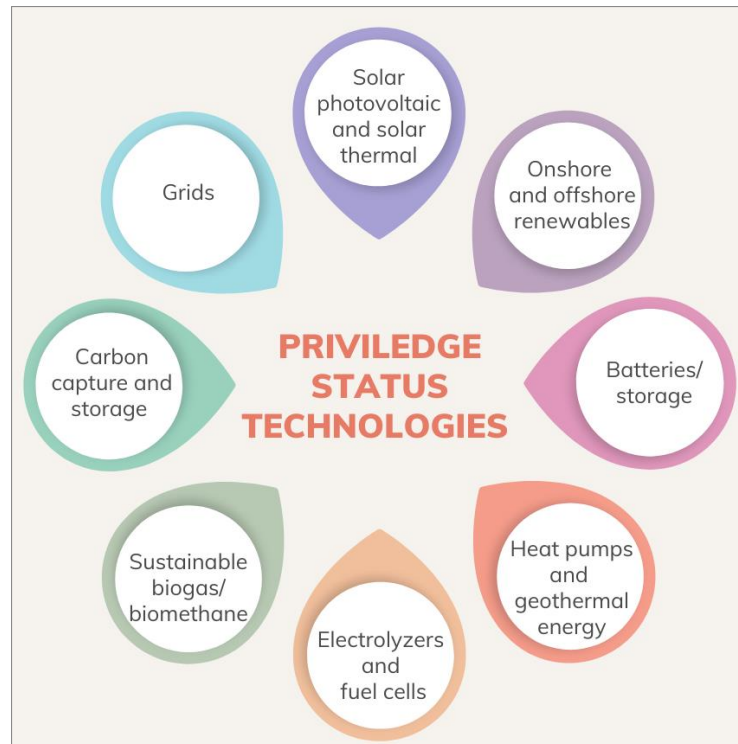 Solar
photovoltaic
and solar
thermal
Onshore
and offshore
renewables
Batteries/
storage
Heat pumps
and
geothermal
energy
Electrolyzers
and
fuel cells
Sustainable
biogas/
biomethane
Carbon
capture and
storage
Grids
PRIVILEDGE
STATUS
TECHNOLOGIES